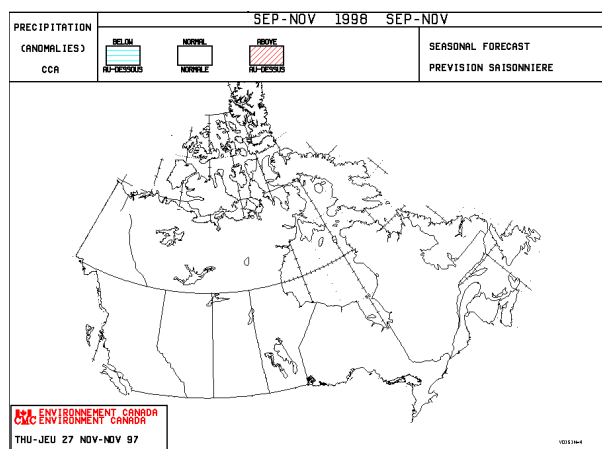 PRECIPITATION
(ANOMALIES)
CCA
SEP-NOV 1998 SEP-NOV
BELOW
AU-DESSOUS
NORMAL
NORMALE
ABOVE
AU-DESSUS
SEASONAL FORECAST
PREVISION SAISONNIERE
CMC
ENVIRONNEMENT CANADA
ENVIRONMENT CANADA
THU-JEU 27 NOV-NOV 97